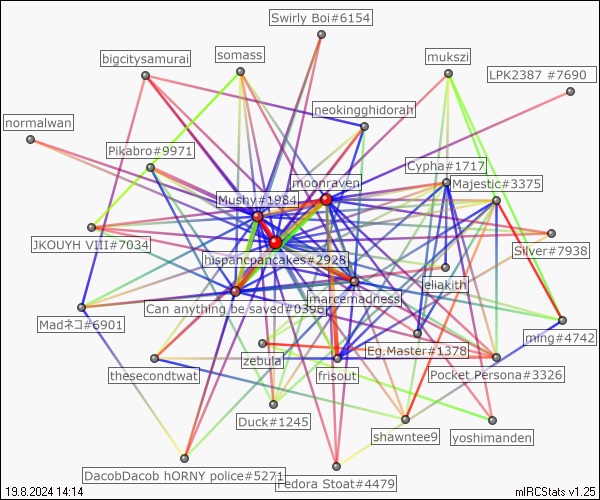 Swirly Boi#6154
bigcitysamurai
somass
mukszi
LPK2387 #7690
neokingghidorah
normalwan
Pikabro#9971
Cypha#1717
moonraven
Majestic#3375
Mushy#1984
JKOUYH VIII#7034
Silver#7938
hispancpancakes#2928
eliakith
marcemadness
Can anything be saved#0396
Madネコ#6901
ming#4742
Eg.Master#1378
zebula
thesecondtwat
frisout
Pocket Persona#3326
Duck#1245
shawntee9
yoshimanden
DacobDacob hORNY police#5271
Fedora Stoat#4479
19.8.2024 14:14
mIRCStats v1.25